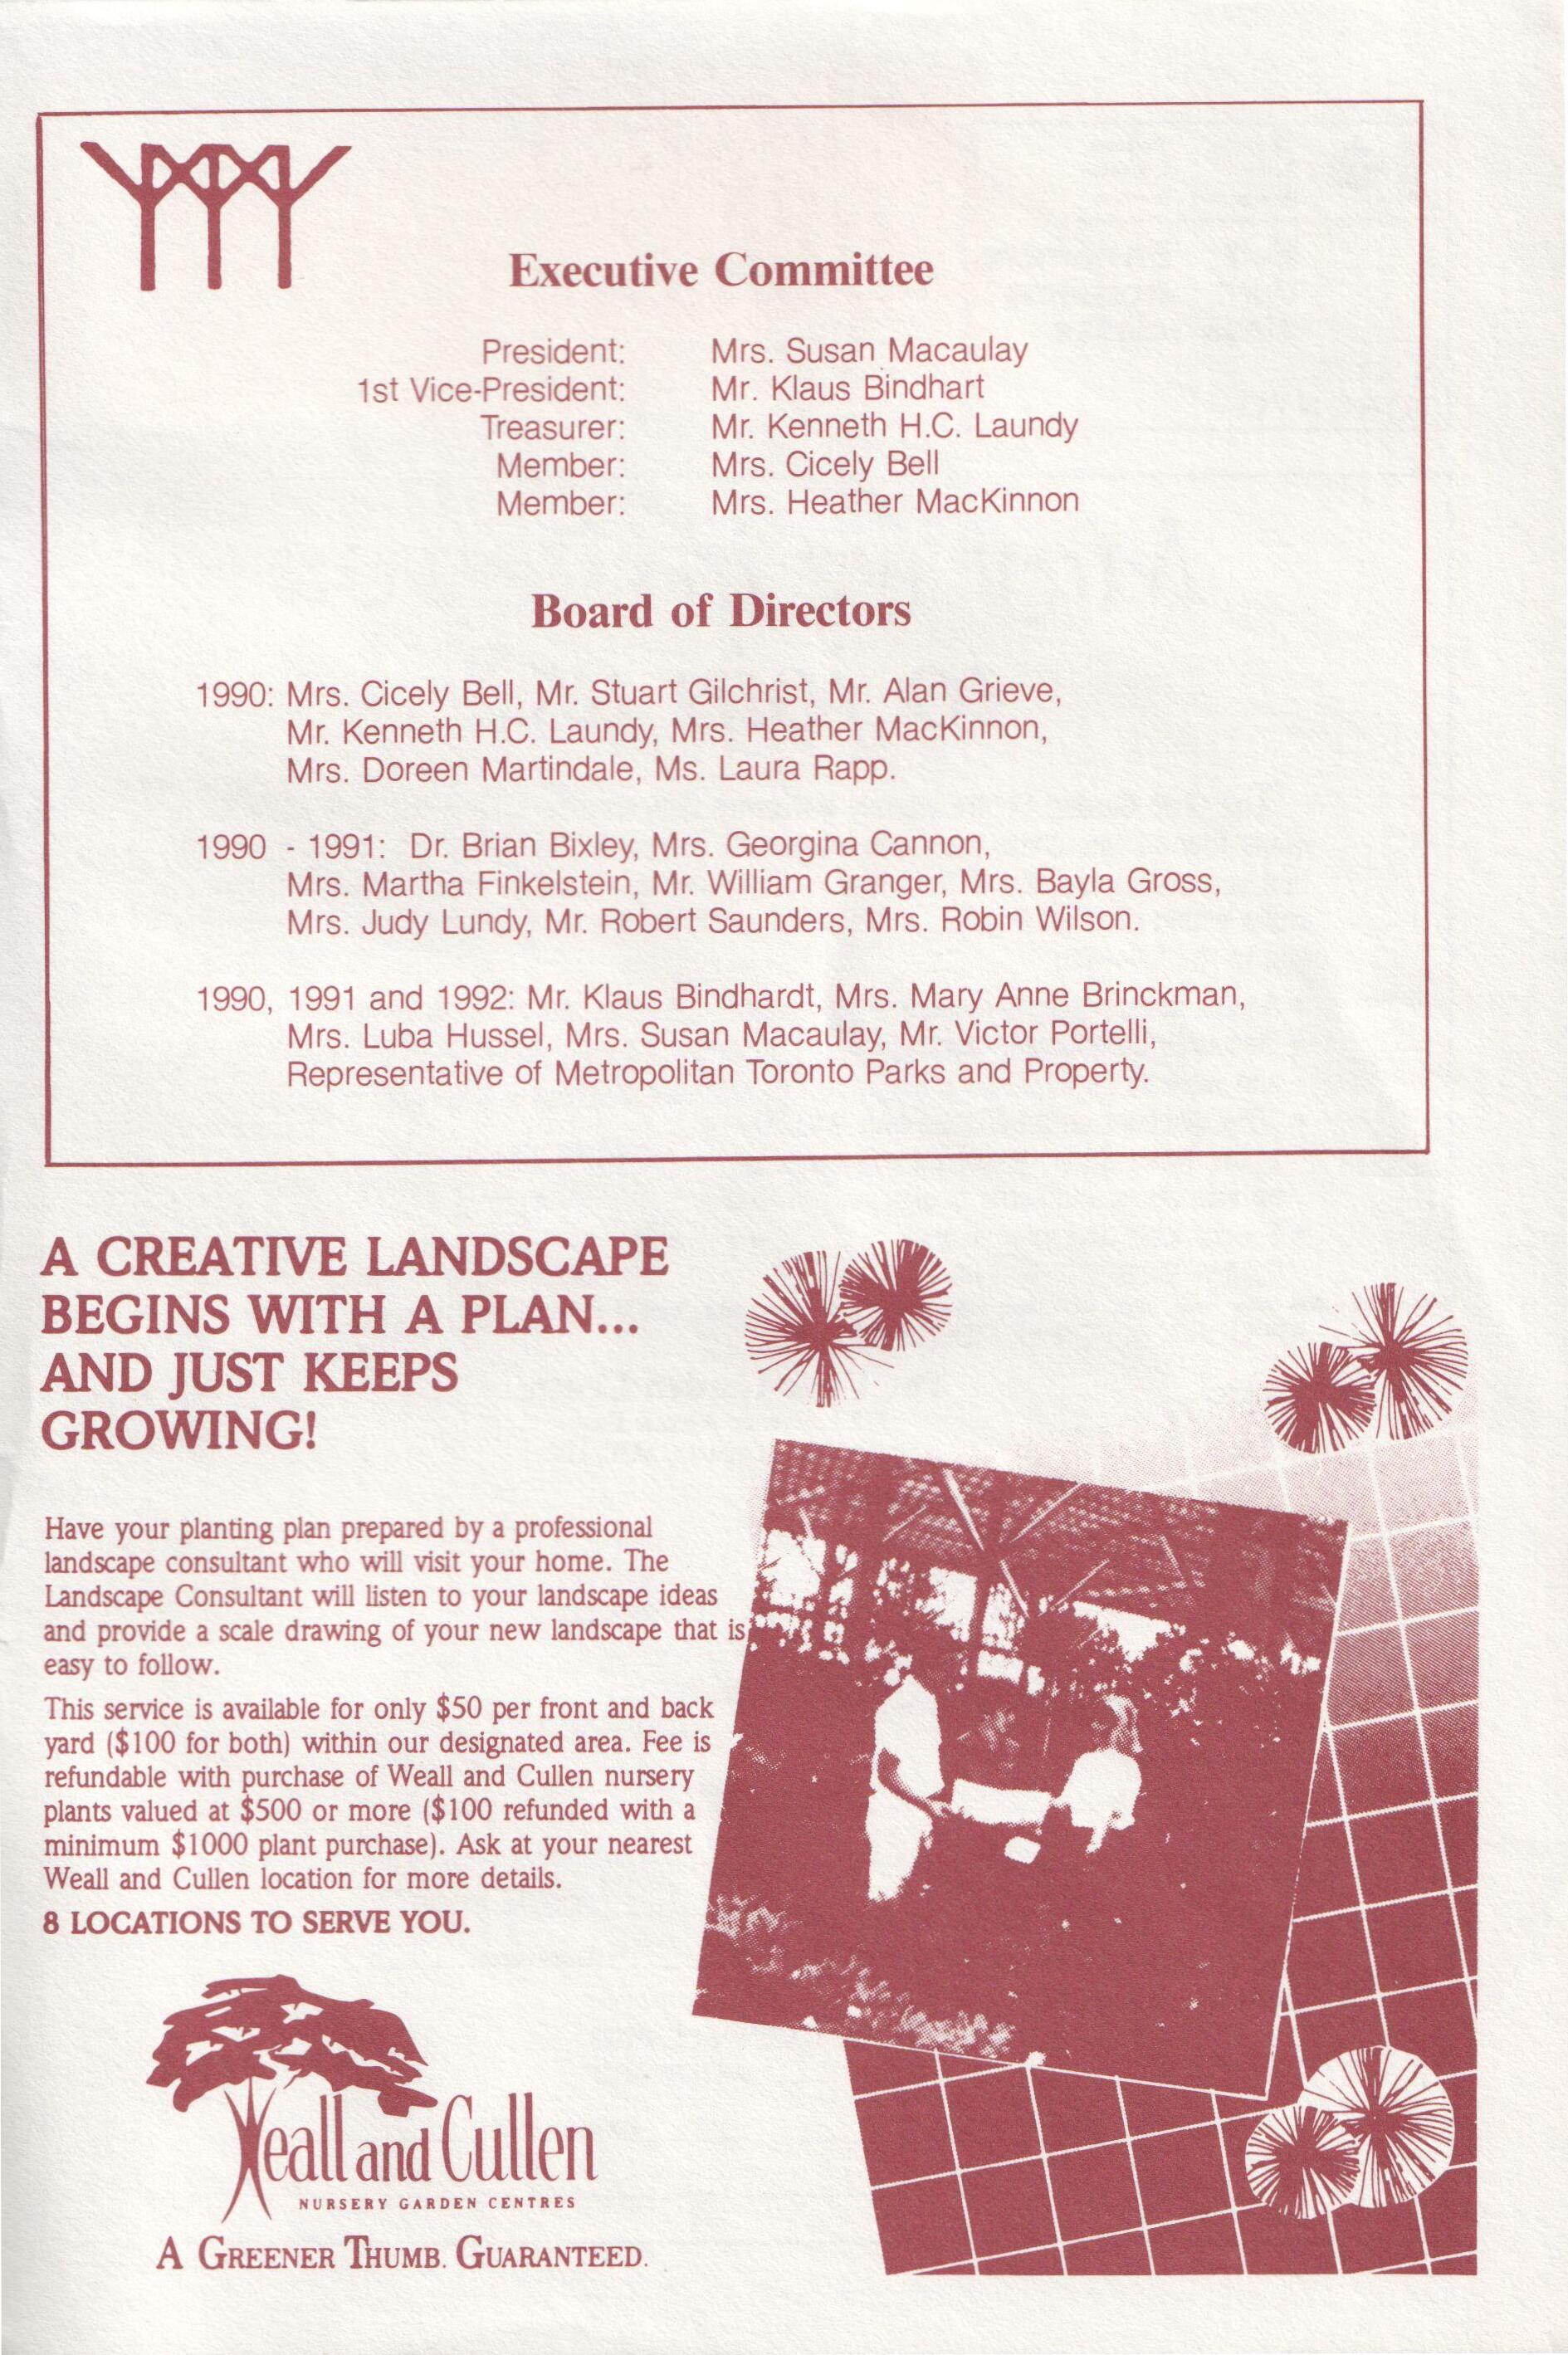 Executive Committee
President: Mrs. Susan Macaulay
1st Vice-President: Mr. Klaus Bindhart
Treasurer: Mr. Kenneth H.C. Laundy
Member: Mrs. Cicely Bell
Member: Mrs. Heather MacKinnon
Board of Directors
1990: Mrs. Cicely Bell, Mr. Stuart Gilchrist, Mr. Alan Grieve,
Mr. Kenneth H.C. Laundy, Mrs. Heather MacKinnon,
Mrs. Doreen Martindale, Ms. Laura Rapp.
1990 - 1991: Dr. Brian Bixley, Mrs. Georgina Cannon,
Mrs. Martha Finkelstein, Mr. William Granger, Mrs. Bayla Gross,
Mrs. Judy Lundy, Mr. Robert Saunders, Mrs. Robin Wilson.
1990, 1991 and 1992: Mr. Klaus Bindhardt, Mrs. Mary Anne Brinckman,
Mrs. Luba Hussel, Mrs. Susan Macaulay, Mr. Victor Portelli,
Representative of Metropolitan Toronto Parks and Property.
A CREATIVE LANDSCAPE
BEGINS WITH A PLAN...
AND JUST KEEPS
GROWING!
Have your planting plan prepared by a professional
landscape consultant who will visit your home. The
Landscape Consultant will listen to your landscape ideas
and provide a scale drawing of your new landscape that is
easy to follow.
This service is available for only $50 per front and back
yard ($100 for both) within our designated area. Fee is
refundable with purchase of Weall and Cullen nursery
plants valued at $500 or more ($100 refunded with a
minimum $1000 plant purchase). Ask at your nearest
Weall and Cullen location for more details.
8 LOCATIONS TO SERVE YOU.
Weall and Cullen
NURSERY GARDEN CENTRES
A GREENER THUMB. GUARANTEED.